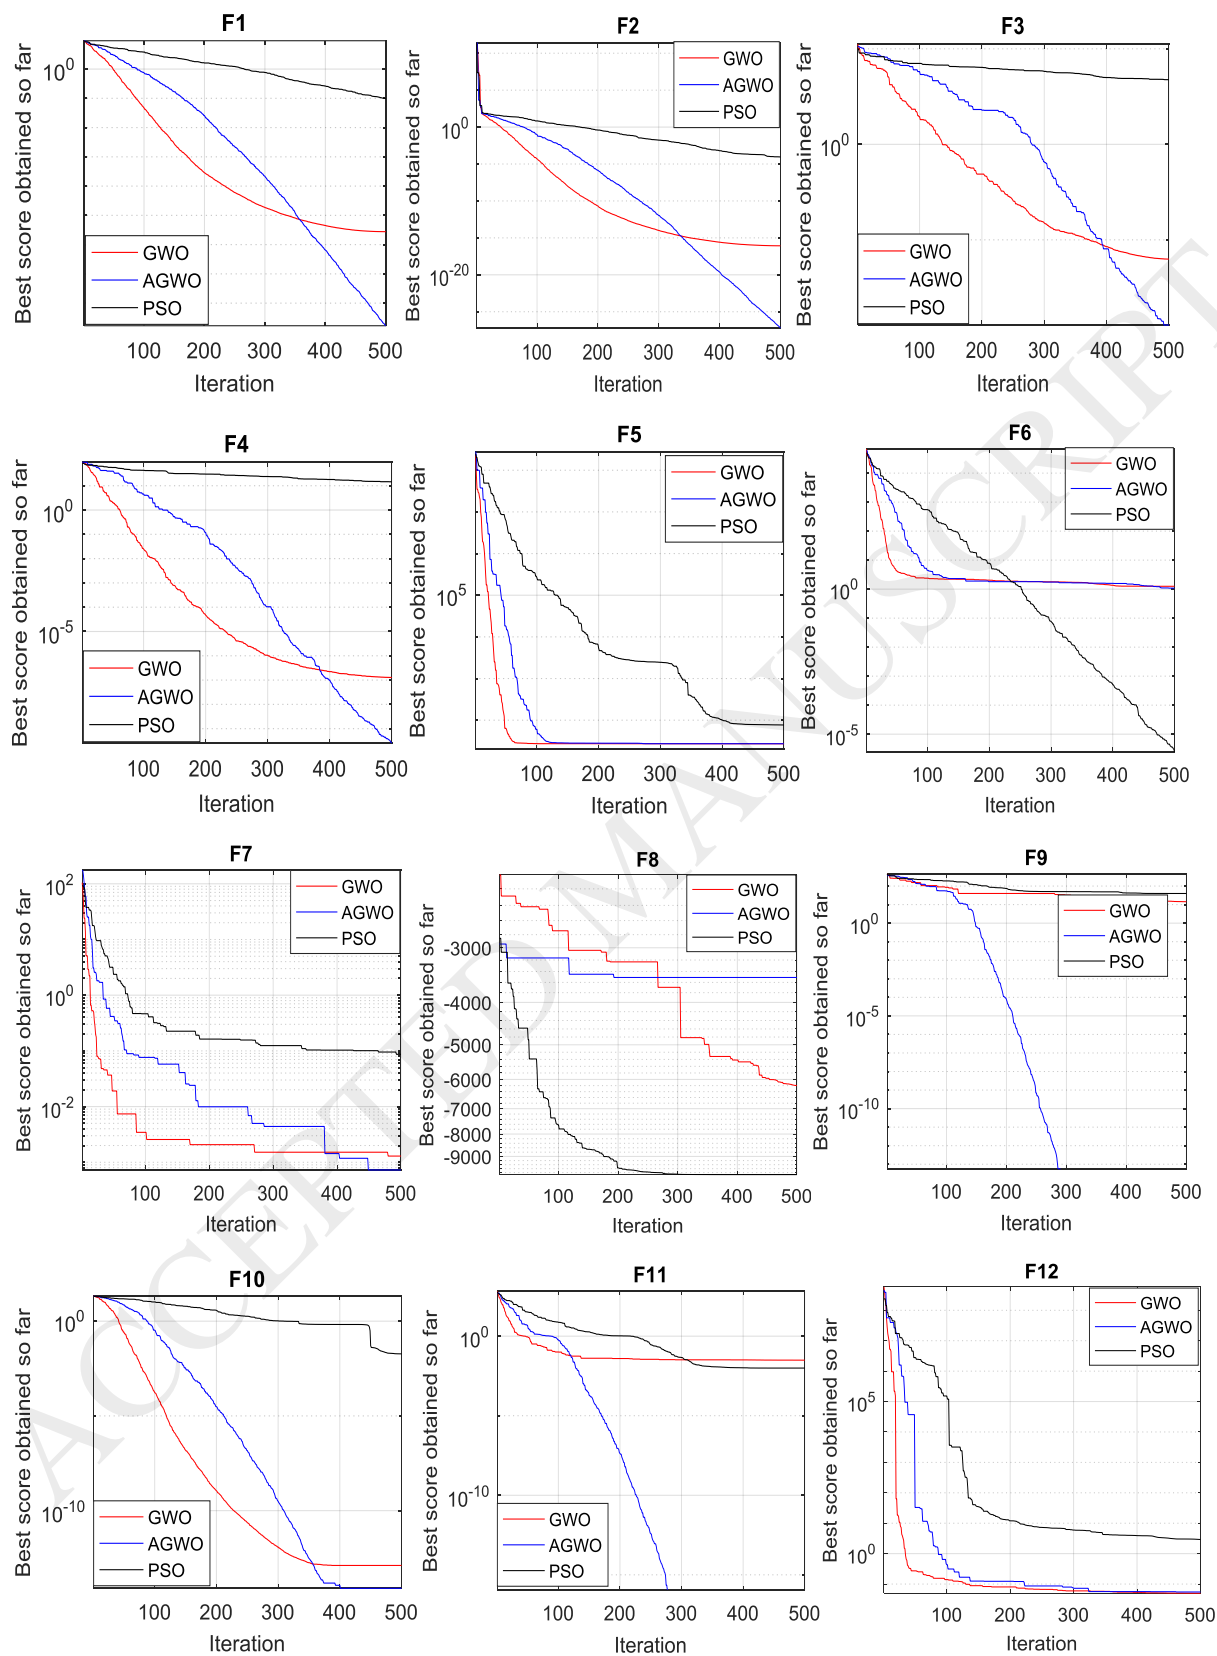 F1
Best score obtained so far
10^0
GWO
AGWO
PSO
100 200 300 400 500
Iteration
F2
Best score obtained so far
10^0
10^-20
GWO
AGWO
PSO
100 200 300 400 500
Iteration
F3
Best score obtained so far
10^0
GWO
AGWO
PSO
100 200 300 400 500
Iteration
F4
Best score obtained so far
10^0
10^-5
GWO
AGWO
PSO
100 200 300 400 500
Iteration
F5
Best score obtained so far
10^5
GWO
AGWO
PSO
100 200 300 400 500
Iteration
F6
Best score obtained so far
10^0
10^-5
GWO
AGWO
PSO
100 200 300 400 500
Iteration
F7
Best score obtained so far
10^2
10^0
10^-2
GWO
AGWO
PSO
100 200 300 400 500
Iteration
F8
Best score obtained so far
-3000
-4000
-5000
-6000
-7000
-8000
-9000
GWO
AGWO
PSO
100 200 300 400 500
Iteration
F9
Best score obtained so far
10^0
10^-5
10^-10
GWO
AGWO
PSO
100 200 300 400 500
Iteration
F10
Best score obtained so far
10^0
10^-10
GWO
AGWO
PSO
100 200 300 400 500
Iteration
F11
Best score obtained so far
10^0
10^-10
GWO
AGWO
PSO
100 200 300 400 500
Iteration
F12
Best score obtained so far
10^5
10^0
GWO
AGWO
PSO
100 200 300 400 500
Iteration
ACCEPTED MANUSCRIPT